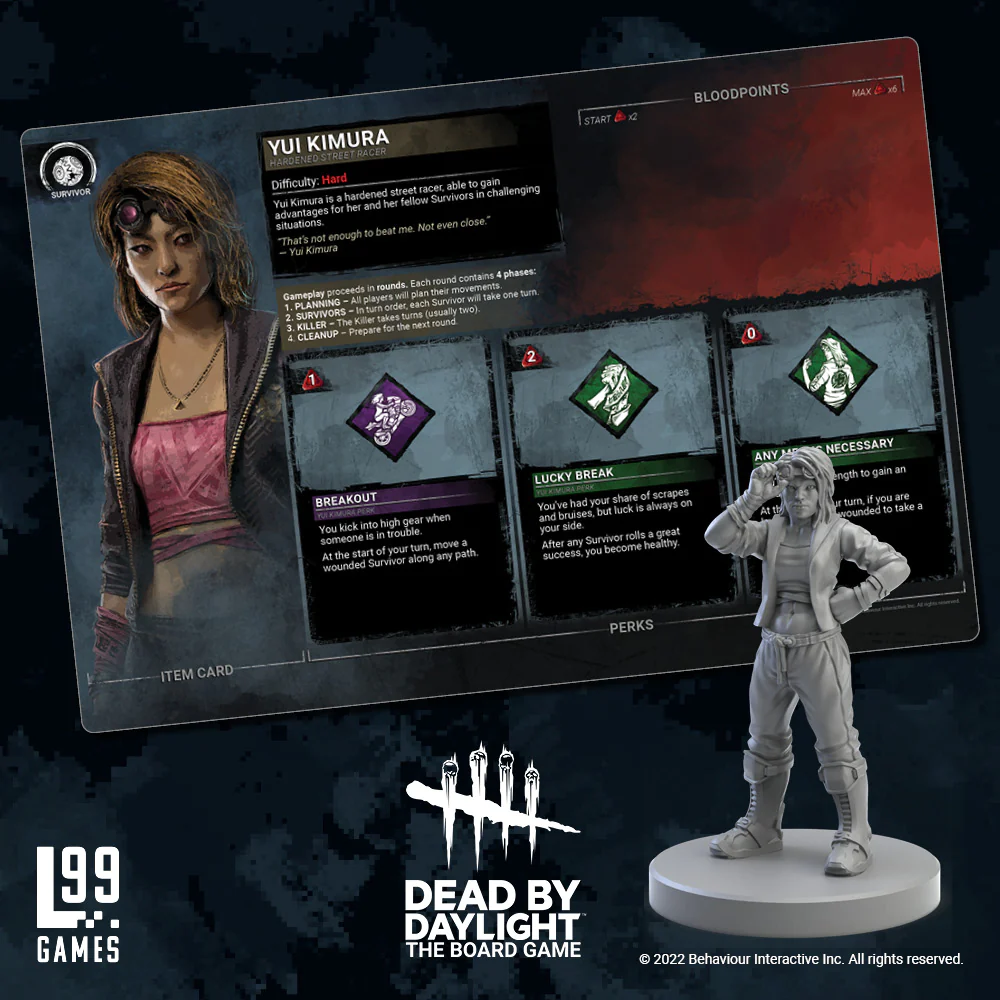 SURVIVOR
YUI KIMURA
HARDENED STREET RACER
Difficulty: Hard
Yui Kimura is a hardened street racer, able to gain
advantages for her and her fellow Survivors in challenging
situations.
“That's not enough to beat me. Not even close.”
— Yui Kimura
BLOODPOINTS
START x2
MAX x6
Gameplay proceeds in rounds. Each round contains 4 phases:
1. PLANNING – All players will plan their movements.
2. SURVIVORS – In turn order, each Survivor will take one turn.
3. KILLER – The Killer takes turns (usually two).
4. CLEANUP – Prepare for the next round.
1
BREAKOUT
YUI KIMURA PERK
You kick into high gear when
someone is in trouble.
At the start of your turn, move a
wounded Survivor along any path.
2
LUCKY BREAK
YUI KIMURA PERK
You've had your share of scrapes
and bruises, but luck is always on
your side.
After any Survivor rolls a great
success, you become healthy.
0
ANY NECESSARY
to gain an
turn, if you are
wounded to take a
ITEM CARD
PERKS
Interactive Inc. All rights reserved.
L99
GAMES
DEAD BY
DAYLIGHT™
THE BOARD GAME
© 2022 Behaviour Interactive Inc. All rights reserved.